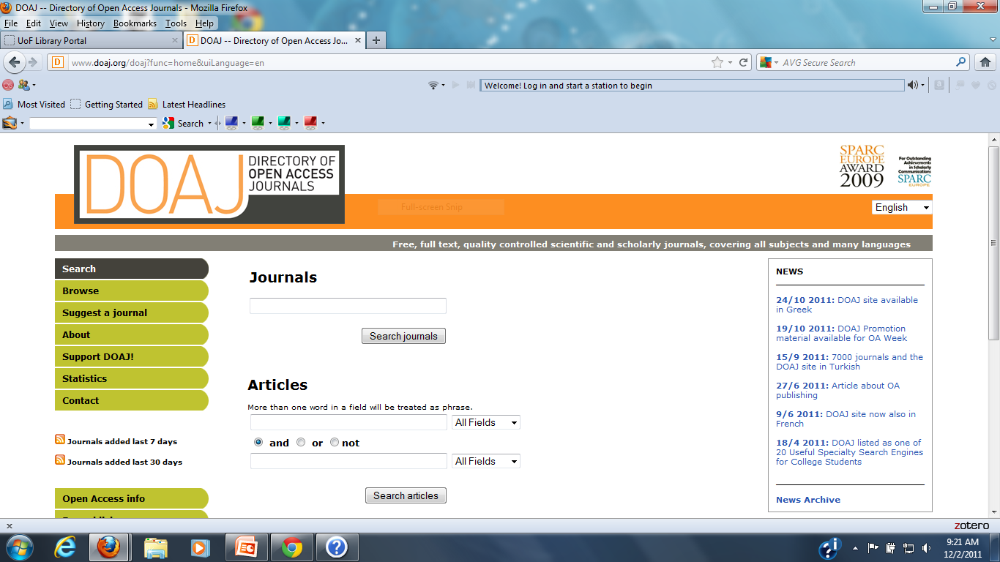 DOAJ -- Directory of Open Access Journals - Mozilla Firefox
File Edit View History Bookmarks Tools Help
UoF Library Portal
DOAJ -- Directory of Open Access Jo...
www.doaj.org/doaj?func=home&uiLanguage=en
AVG Secure Search
Welcome! Log in and start a station to begin
Most Visited Getting Started Latest Headlines
Search
DOAJ
DIRECTORY OF
OPEN ACCESS
JOURNALS
SPARC
EUROPE
AWARD
2009
For Outstanding
Achievements
in Scholarly
Communications
SPARC
EUROPE
Full-screen Snip
English
Free, full text, quality controlled scientific and scholarly journals, covering all subjects and many languages
Search
Browse
Suggest a journal
About
Support DOAJ!
Statistics
Contact
Journals added last 7 days
Journals added last 30 days
Open Access info
Journals
Search journals
Articles
More than one word in a field will be treated as phrase.
All Fields
and or not
All Fields
Search articles
NEWS
24/10 2011: DOAJ site available
in Greek
19/10 2011: DOAJ Promotion
material available for OA Week
15/9 2011: 7000 journals and the
DOAJ site in Turkish
27/6 2011: Article about OA
publishing
9/6 2011: DOAJ site now also in
French
18/4 2011: DOAJ listed as one of
20 Useful Specialty Search Engines
for College Students
News Archive
zotero
9:21 AM
12/2/2011